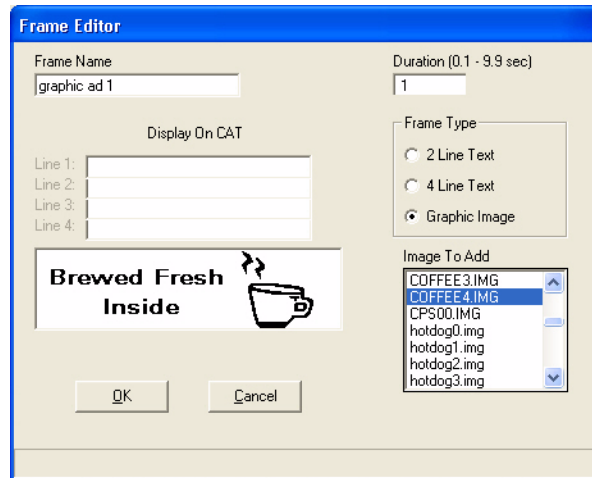 Frame Editor
Frame Name
graphic ad 1
Duration (0.1 - 9.9 sec)
1
Display On CAT
Line 1:
Line 2:
Line 3:
Line 4:
Frame Type
2 Line Text
4 Line Text
Graphic Image
Brewed Fresh
Inside
Image To Add
COFFEE3.IMG
COFFEE4.IMG
CPS00.IMG
hotdog0.img
hotdog1.img
hotdog2.img
hotdog3.img
OK
Cancel